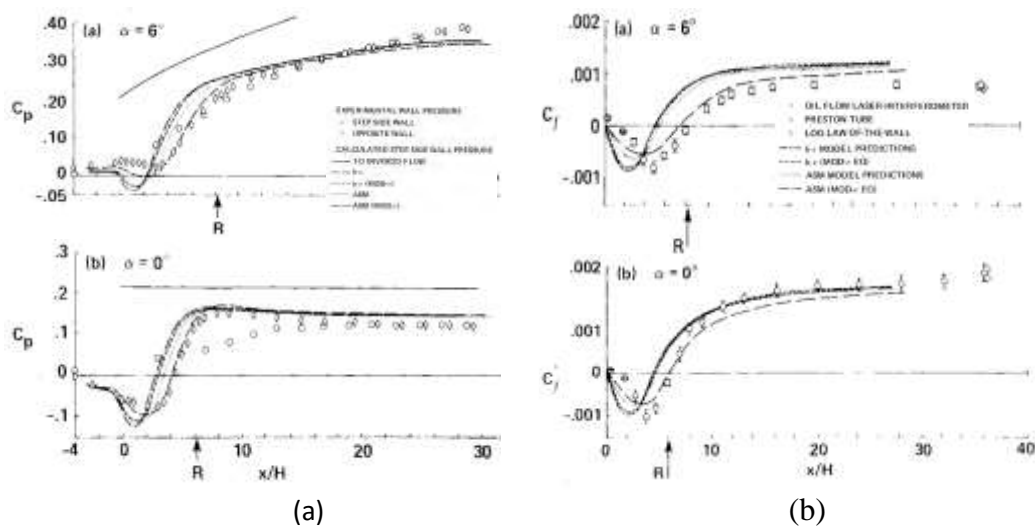 .40
(a) α = 6°
.30
.20
Cp
.10
0
-.05
EXPERIMENTAL WALL PRESSURE
STEP SIDE WALL
OPPOSITE WALL
CALCULATED STEP SIDE WALL PRESSURE
R
.3
(b) α = 0°
.2
Cp
.1
0
-.1
-4 0 10 20 30
R
x/H
(a)
.002
(a) α = 6°
.001
Cf
0
-.001
OIL FLOW LASER INTERFEROMETER
PRESTON TUBE
LOG LAW-OF-THE-WALL
MODEL PREDICTIONS
ASM MODEL PREDICTIONS
R
.002
(b) α = 0°
.001
Cf
0
-.001
0 10 20 30 40
R
x/H
(b)